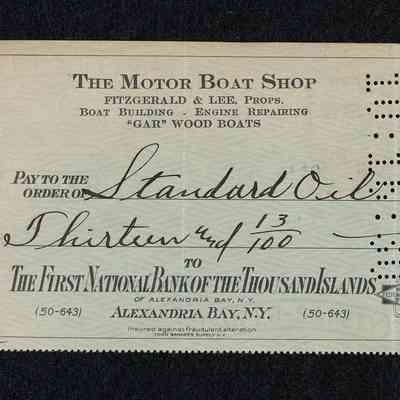 THE MOTOR BOAT SHOP
FITZGERALD & LEE, PROPS.
BOAT BUILDING - ENGINE REPAIRING
"GAR" WOOD BOATS
PAY TO THE
ORDER OF Standard Oil
Thirteen and 13/100
TO
THE FIRST NATIONAL BANK OF THE THOUSAND ISLANDS
OF ALEXANDRIA BAY, N.Y.
(50-643) ALEXANDRIA BAY, N.Y. (50-643)
Insured against fraudulent alteration